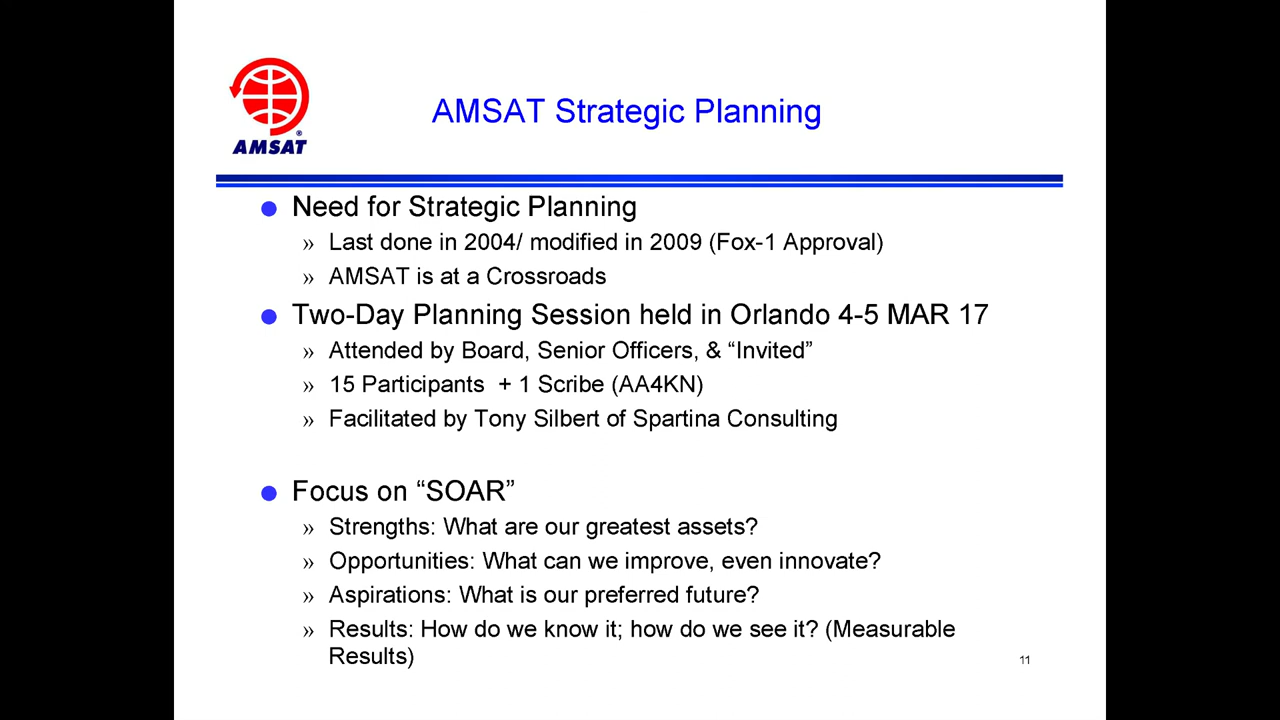 AMSAT Strategic Planning
®
AMSAT
● Need for Strategic Planning
» Last done in 2004/ modified in 2009 (Fox-1 Approval)
» AMSAT is at a Crossroads
● Two-Day Planning Session held in Orlando 4-5 MAR 17
» Attended by Board, Senior Officers, & “Invited”
» 15 Participants + 1 Scribe (AA4KN)
» Facilitated by Tony Silbert of Spartina Consulting
● Focus on “SOAR”
» Strengths: What are our greatest assets?
» Opportunities: What can we improve, even innovate?
» Aspirations: What is our preferred future?
» Results: How do we know it; how do we see it? (Measurable
Results)
11